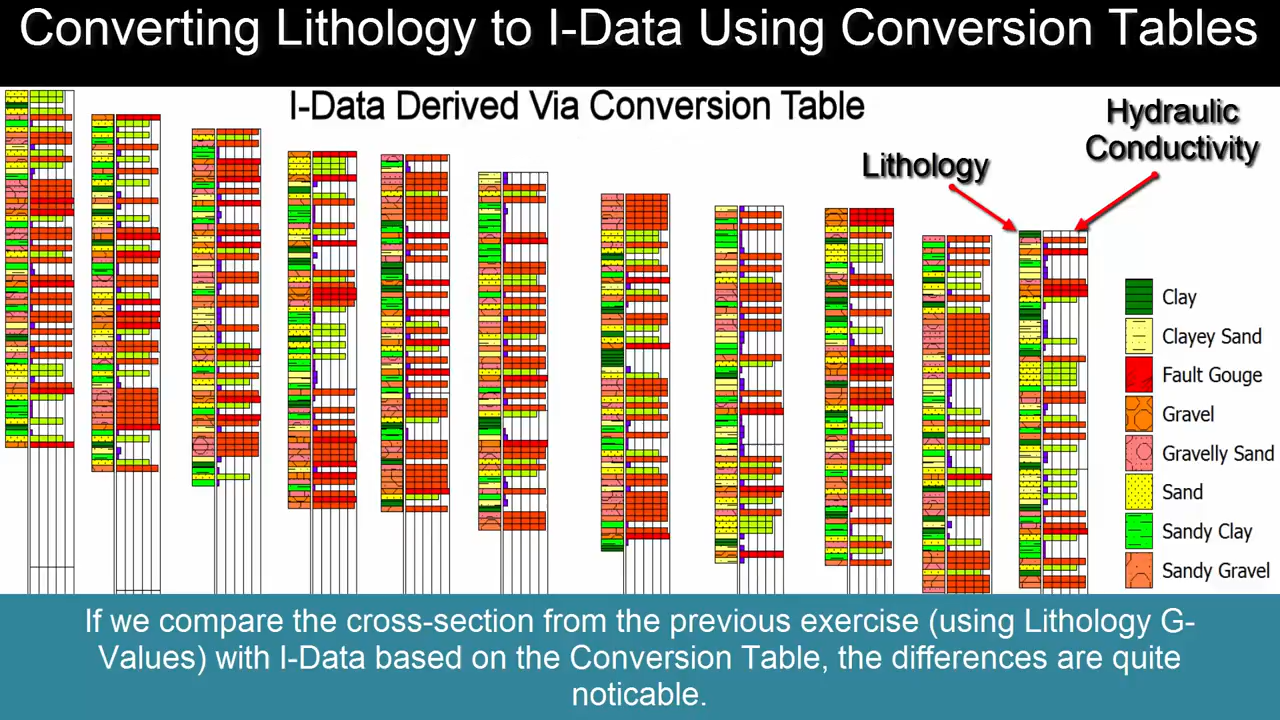 Converting Lithology to I-Data Using Conversion Tables
I-Data Derived Via Conversion Table
Hydraulic
Conductivity
Lithology
Clay
Clayey Sand
Fault Gouge
Gravel
Gravelly Sand
Sand
Sandy Clay
Sandy Gravel
If we compare the cross-section from the previous exercise (using Lithology G-
Values) with I-Data based on the Conversion Table, the differences are quite
noticable.